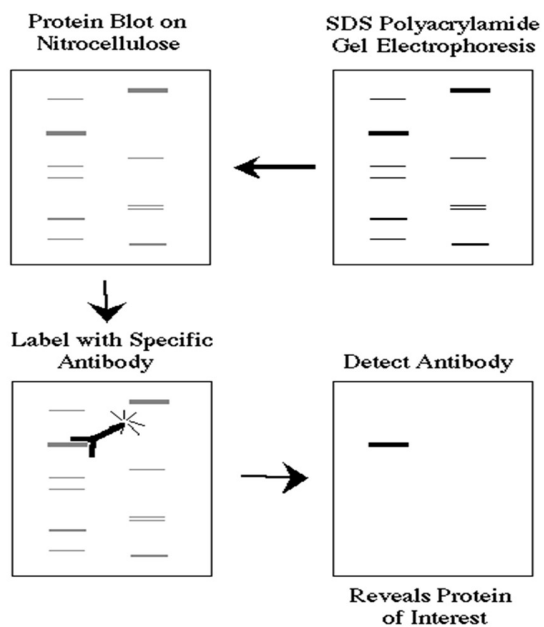 Protein Blot on
Nitrocellulose
SDS Polyacrylamide
Gel Electrophoresis
Label with Specific
Antibody
Detect Antibody
Reveals Protein
of Interest